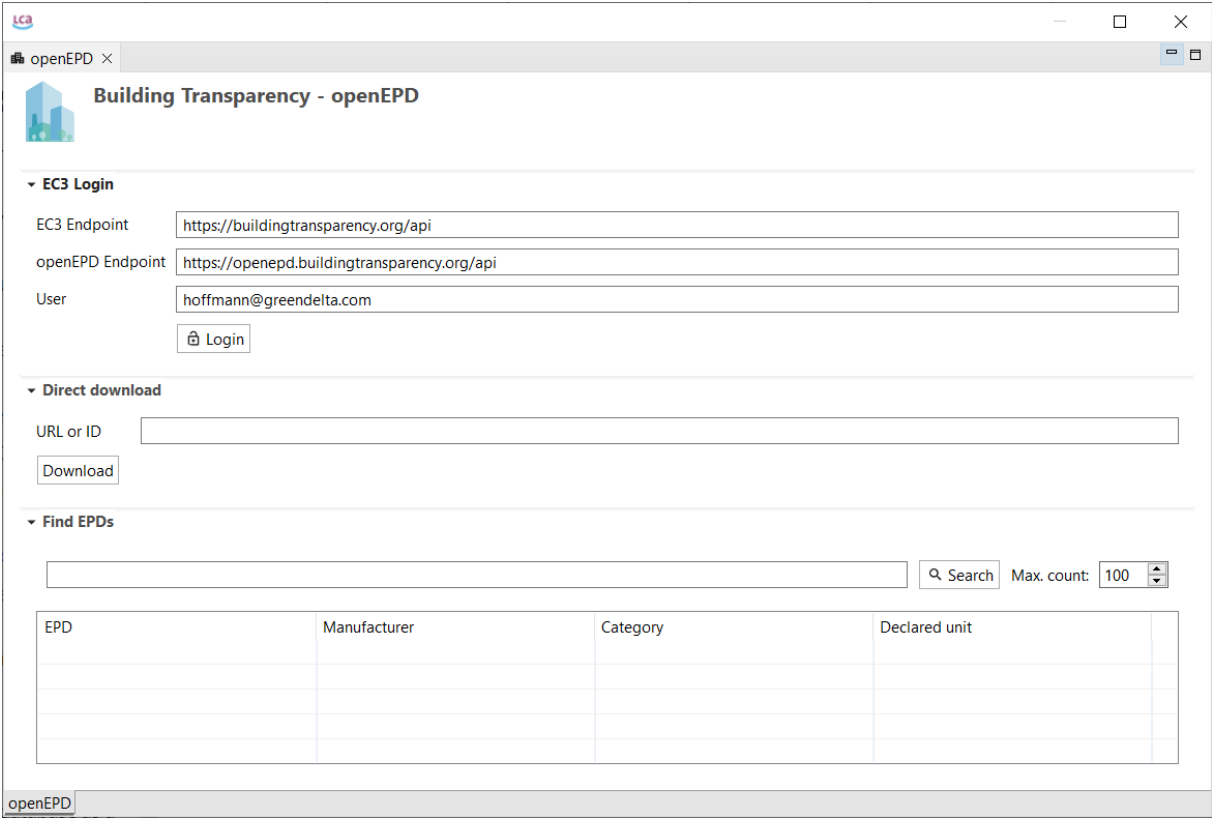 LCA
openEPD
Building Transparency - openEPD
EC3 Login
EC3 Endpoint https://buildingtransparency.org/api
openEPD Endpoint https://openepd.buildingtransparency.org/api
User hoffmann@greendelta.com
Login
Direct download
URL or ID
Download
Find EPDs
Search Max. count: 100
EPD Manufacturer Category Declared unit
openEPD